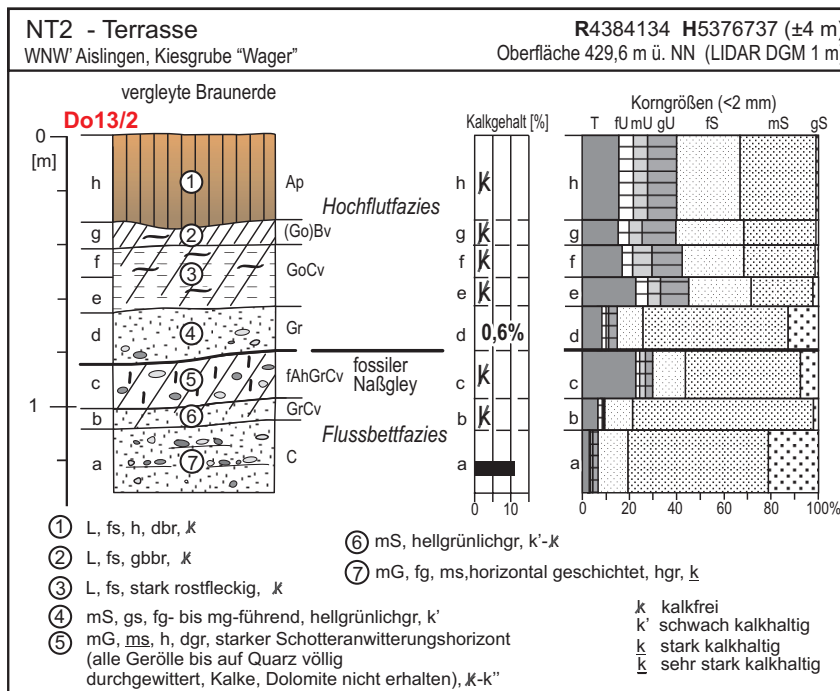 NT2 - Terrasse
WNW' Aislingen, Kiesgrube “Wager”
R4384134 H5376737 (±4 m)
Oberfläche 429,6 m ü. NN (LIDAR DGM 1 m
vergleyte Braunerde
Do13/2
Kalkgehalt [%]
Korngrößen (<2 mm)
T fU mU gU fS mS gS
0
[m]
1
h 1 Ap
g 2 (Go)Bv
f
3 GoCv
e
d 4 Gr
c 5 fAhGrCv
b 6 GrCv
a 7 C
Hochflutfazies
fossiler
Naßgley
Flussbettfazies
h k
g k
f k
e k
d 0,6%
c k
b k
a
0 10
h
g
f
e
d
c
b
a
0 20 40 60 80 100%
1 L, fs, h, dbr, k
2 L, fs, gbbr, k
3 L, fs, stark rostfleckig, k
4 mS, gs, fg- bis mg-führend, hellgrünlichgr, k'
5 mG, ms, h, dgr, starker Schotteranwitterungshorizont
(alle Gerölle bis auf Quarz völlig
durchgewittert, Kalke, Dolomite nicht erhalten), k-k''
6 mS, hellgrünlichgr, k'-k
7 mG, fg, ms,horizontal geschichtet, hgr, k
k kalkfrei
k' schwach kalkhaltig
k stark kalkhaltig
k sehr stark kalkhaltig